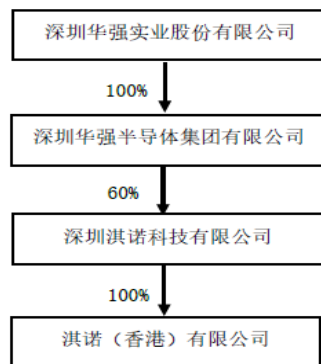 深圳华强实业股份有限公司
100%
深圳华强半导体集团有限公司
60%
深圳淇诺科技有限公司
100%
淇诺（香港）有限公司